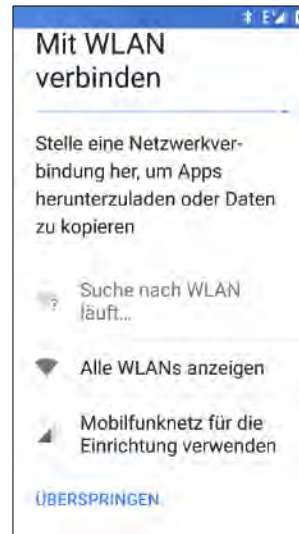 Mit WLAN
verbinden
Stelle eine Netzwerkver-
bindung her, um Apps
herunterzuladen oder Daten
zu kopieren
Suche nach WLAN
läuft...
Alle WLANs anzeigen
Mobilfunknetz für die
Einrichtung verwenden
ÜBERSPRINGEN